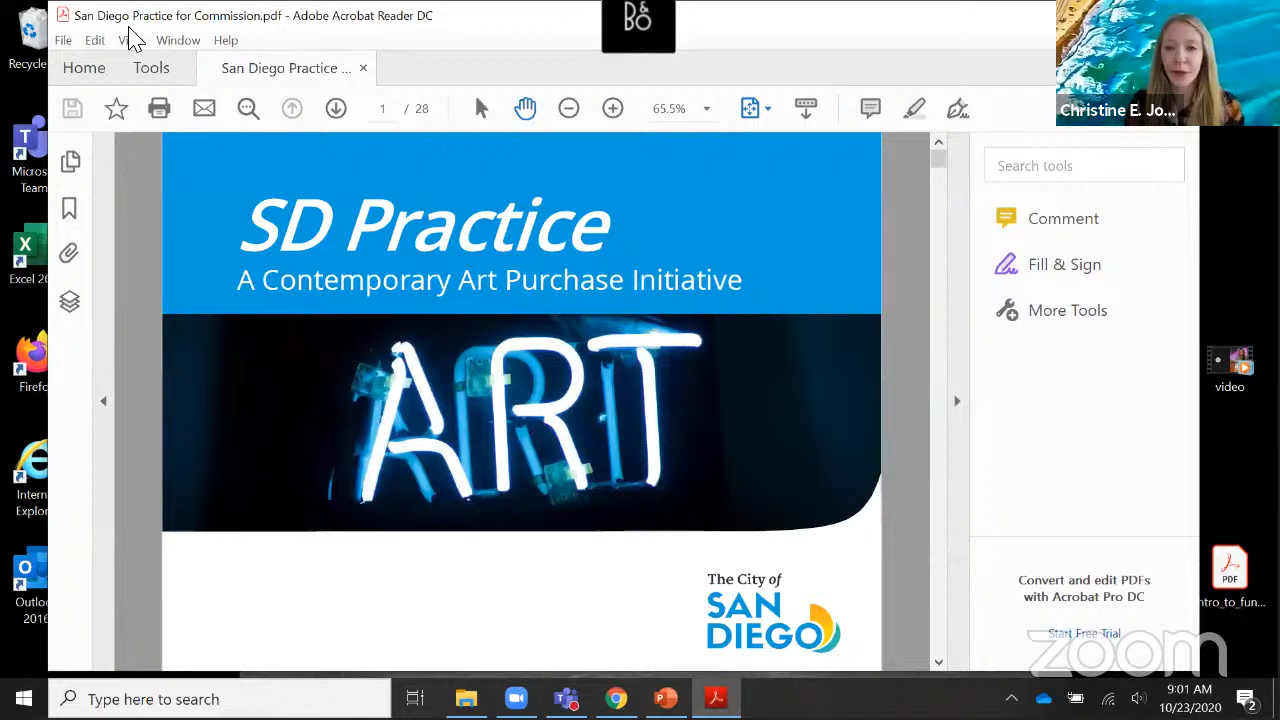 San Diego Practice for Commission.pdf - Adobe Acrobat Reader DC
B&O
File Edit Window Help
Home Tools San Diego Practice ... ×
1 / 28 65.5%
Christine E. Jo...
Search tools
Comment
Fill & Sign
More Tools
SD Practice
A Contemporary Art Purchase Initiative
ART
The City of
SAN
DIEGO
Convert and edit PDFs
with Acrobat Pro DC
Start Free Trial
Recycle
Micros...
Team
Excel 20
Firefo
Intern
Explor
Outloo
2016
video
PDF
ntro_to_fun...
zoom
Type here to search
9:01 AM
10/23/2020
2